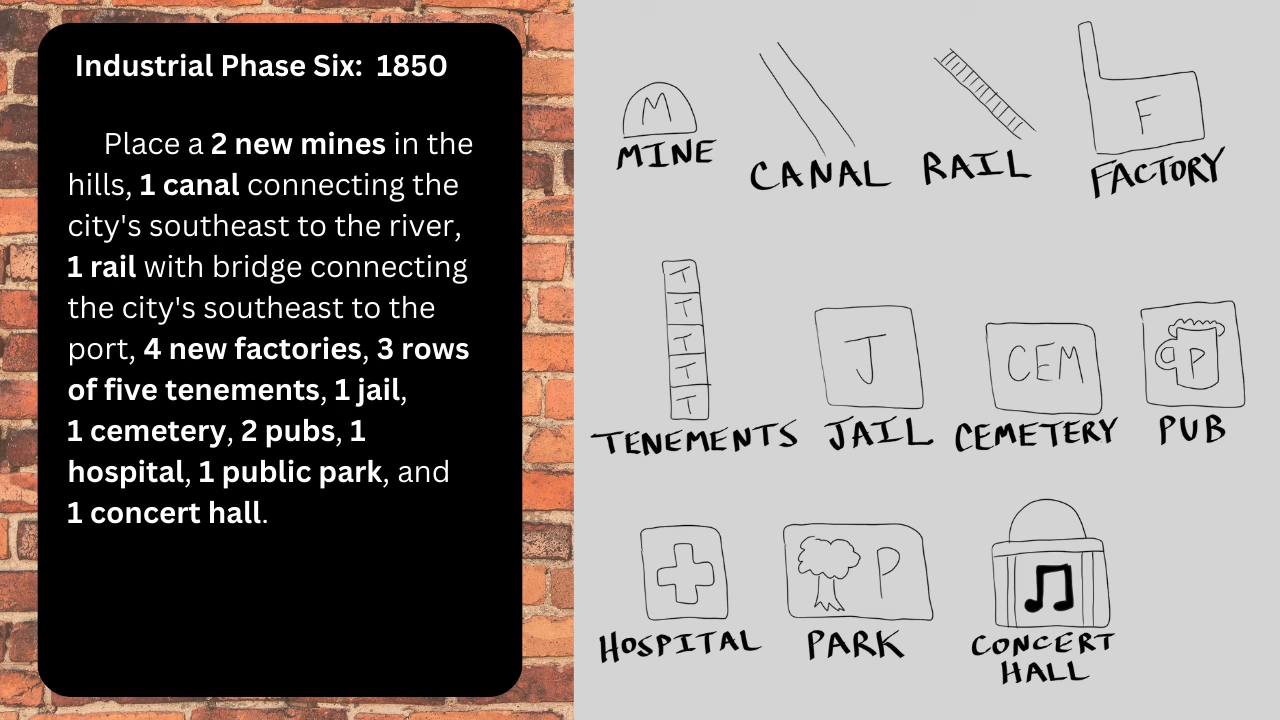 Industrial Phase Six:  1850
Place a 2 new mines in the
hills, 1 canal connecting the
city's southeast to the river,
1 rail with bridge connecting
the city's southeast to the
port, 4 new factories, 3 rows
of five tenements, 1 jail,
1 cemetery, 2 pubs, 1
hospital, 1 public park, and
1 concert hall.
M
MINE
CANAL
RAIL
F
FACTORY
T
T
T
T
T
TENEMENTS
J
JAIL
CEM
CEMETERY
P
PUB
HOSPITAL
P
PARK
CONCERT
HALL